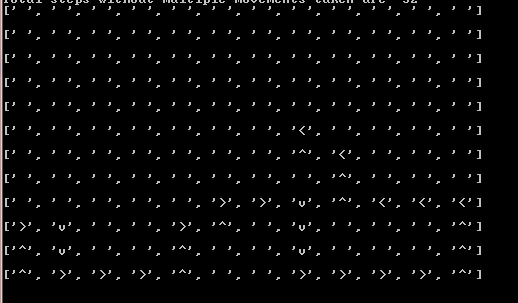 Total steps without multiple movements taken are  32
[' ', ' ', ' ', ' ', ' ', ' ', ' ', ' ', ' ', ' ', ' ', ' ']
[' ', ' ', ' ', ' ', ' ', ' ', ' ', ' ', ' ', ' ', ' ', ' ']
[' ', ' ', ' ', ' ', ' ', ' ', ' ', ' ', ' ', ' ', ' ', ' ']
[' ', ' ', ' ', ' ', ' ', ' ', ' ', ' ', ' ', ' ', ' ', ' ']
[' ', ' ', ' ', ' ', ' ', ' ', ' ', ' ', ' ', ' ', ' ', ' ']
[' ', ' ', ' ', ' ', ' ', ' ', ' ', '<', ' ', ' ', ' ', ' ']
[' ', ' ', ' ', ' ', ' ', ' ', ' ', '^', '<', ' ', ' ', ' ']
[' ', ' ', ' ', ' ', ' ', ' ', ' ', ' ', '^', ' ', ' ', ' ']
[' ', ' ', ' ', ' ', ' ', '>', '>', 'v', '^', '<', '<', '<']
['>', 'v', ' ', ' ', '>', '^', ' ', 'v', ' ', ' ', ' ', '^']
['^', 'v', ' ', ' ', '^', ' ', ' ', 'v', ' ', ' ', ' ', '^']
['^', '>', '>', '>', '^', ' ', ' ', '>', '>', '>', '>', '^']